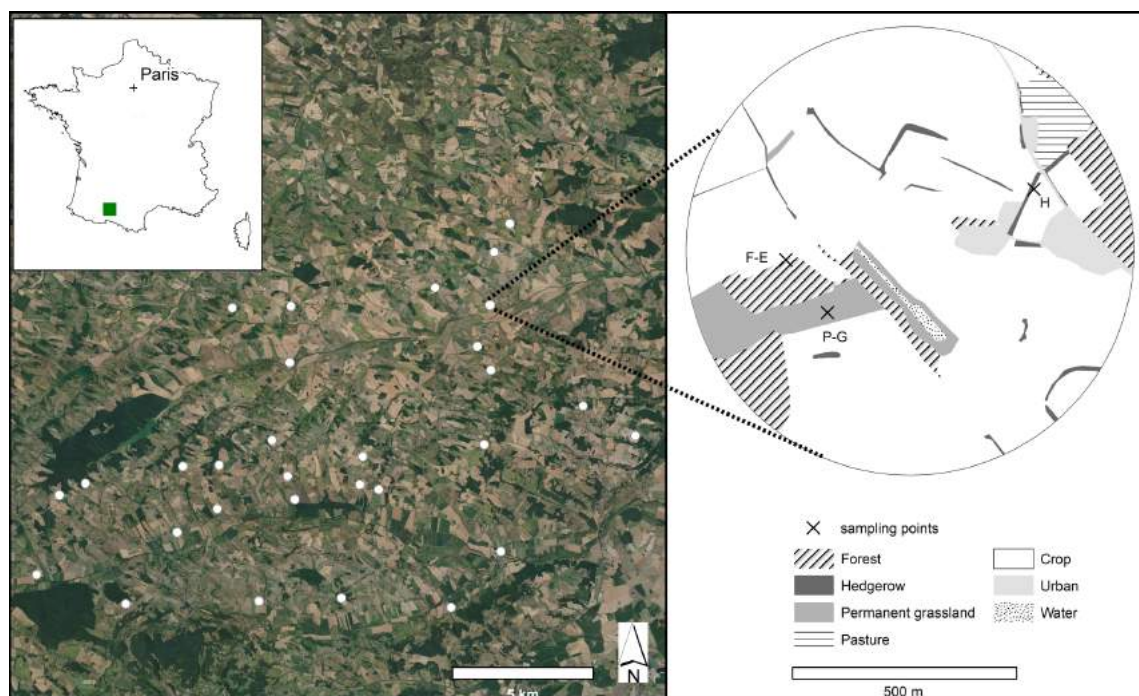 Paris
5 km
N
H
F-E
P-G
sampling points
Forest
Hedgerow
Permanent grassland
Pasture
Crop
Urban
Water
500 m